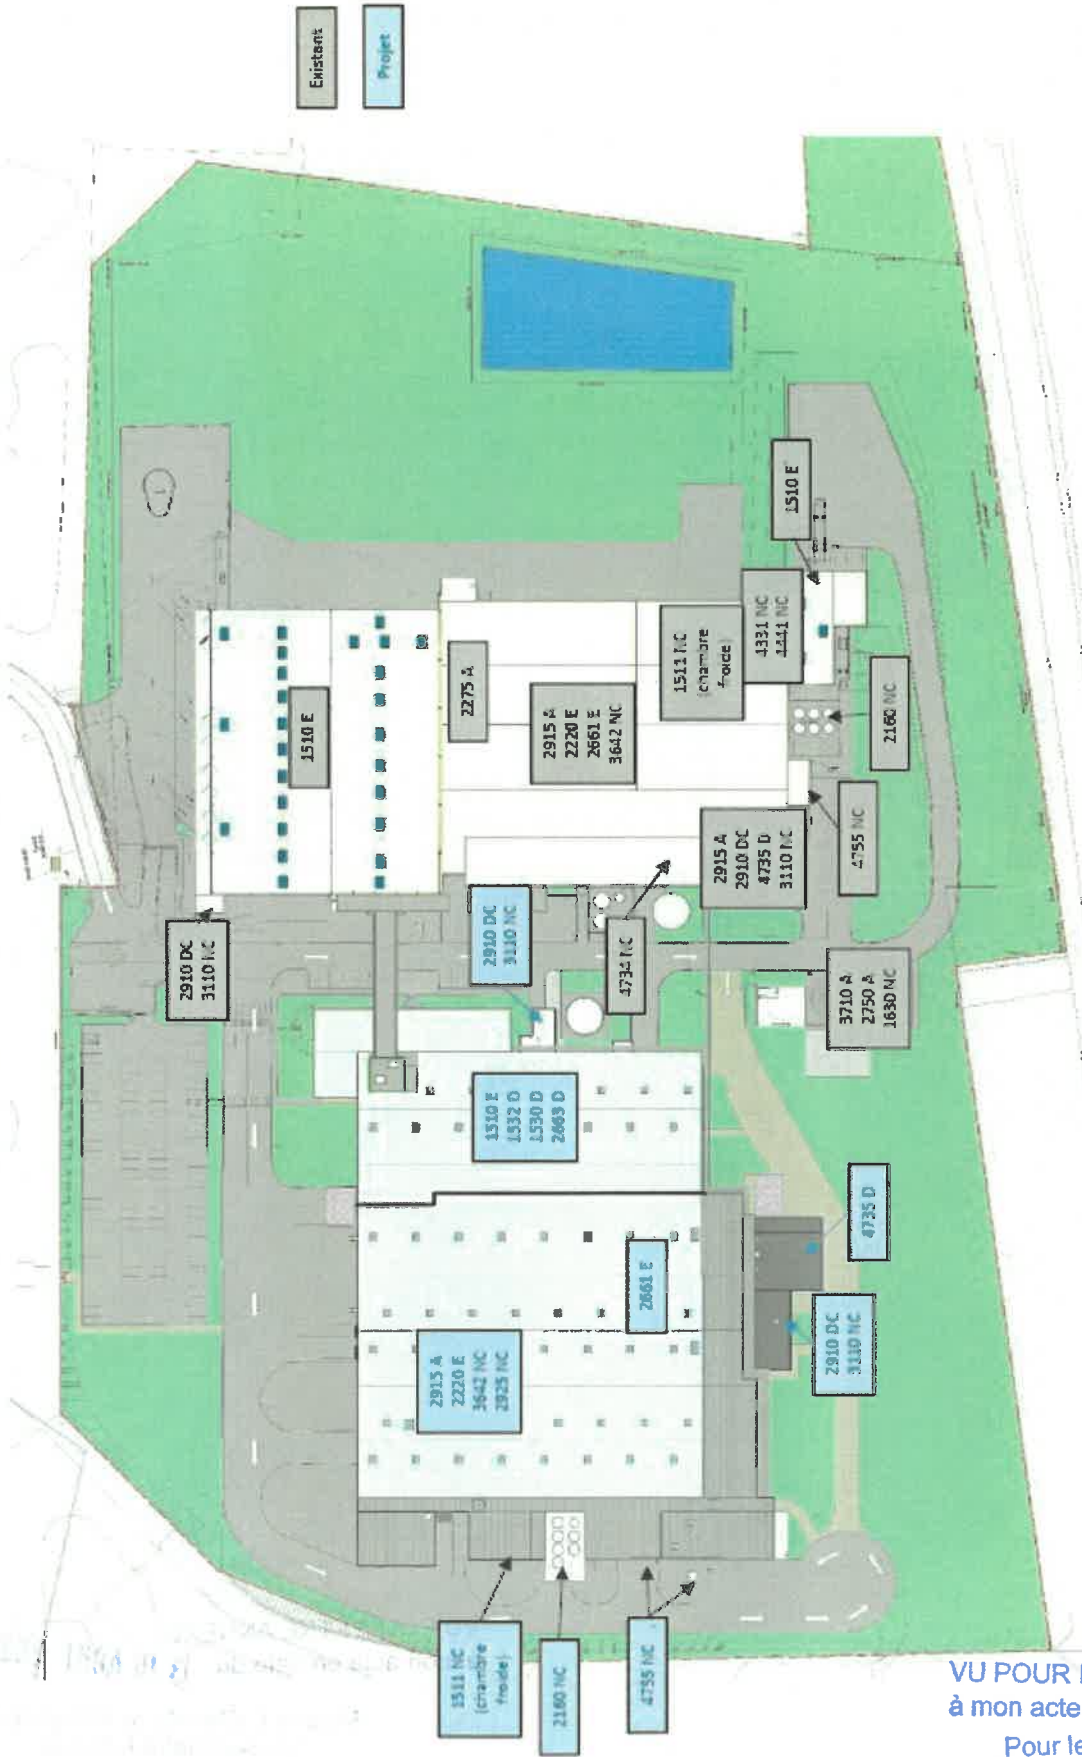 Existant
Projet
1510 E
2910 DC
3110 NC
2275 A
2915 A
2220 E
2661 E
3642 NC
1511 NC
(chambre
froide)
4331 NC
4441 NC
1510 E
2160 NC
4755 NC
2915 A
2910 DC
4735 D
3110 NC
4734 NC
3710 A
2750 A
1630 NC
2910 DC
3110 NC
1510 E
1532 D
1530 D
2663 D
2661 E
2915 A
2220 E
3642 NC
2925 NC
4735 D
2910 DC
3110 NC
1511 NC
(chambre
froide)
2160 NC
4755 NC
VU POUR
à mon acte
Pour le